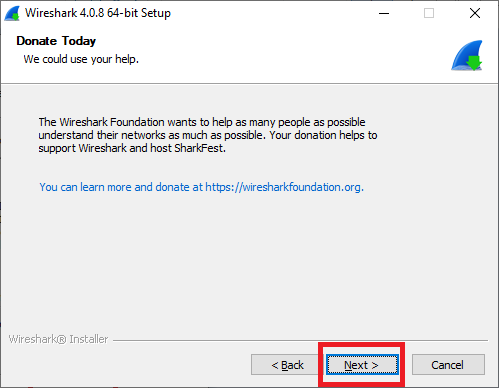 Wireshark 4.0.8 64-bit Setup
Donate Today
We could use your help.
The Wireshark Foundation wants to help as many people as possible
understand their networks as much as possible. Your donation helps to
support Wireshark and host SharkFest.
You can learn more and donate at https://wiresharkfoundation.org.
Wireshark® Installer
< Back
Next >
Cancel